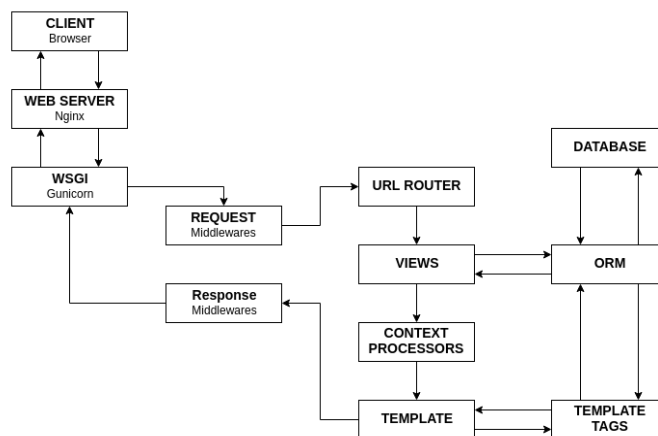 CLIENT
Browser
WEB SERVER
Nginx
WSGI
Gunicorn
REQUEST
Middlewares
Response
Middlewares
URL ROUTER
VIEWS
CONTEXT
PROCESSORS
TEMPLATE
DATABASE
ORM
TEMPLATE
TAGS